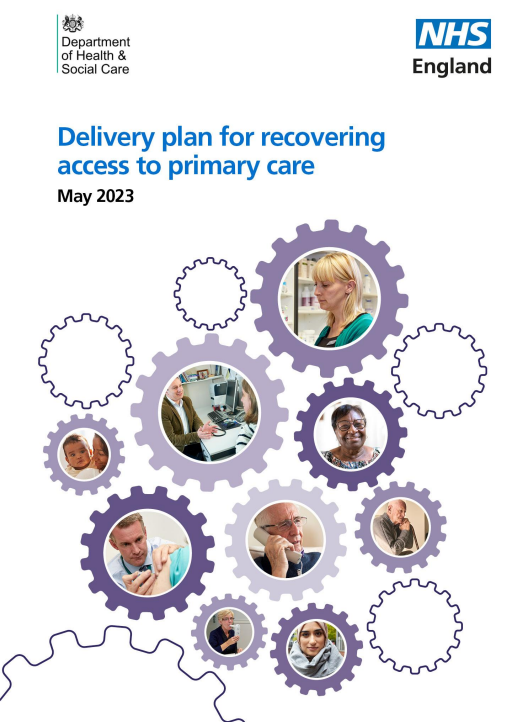 Department
of Health &
Social Care
NHS
England
Delivery plan for recovering
access to primary care
May 2023